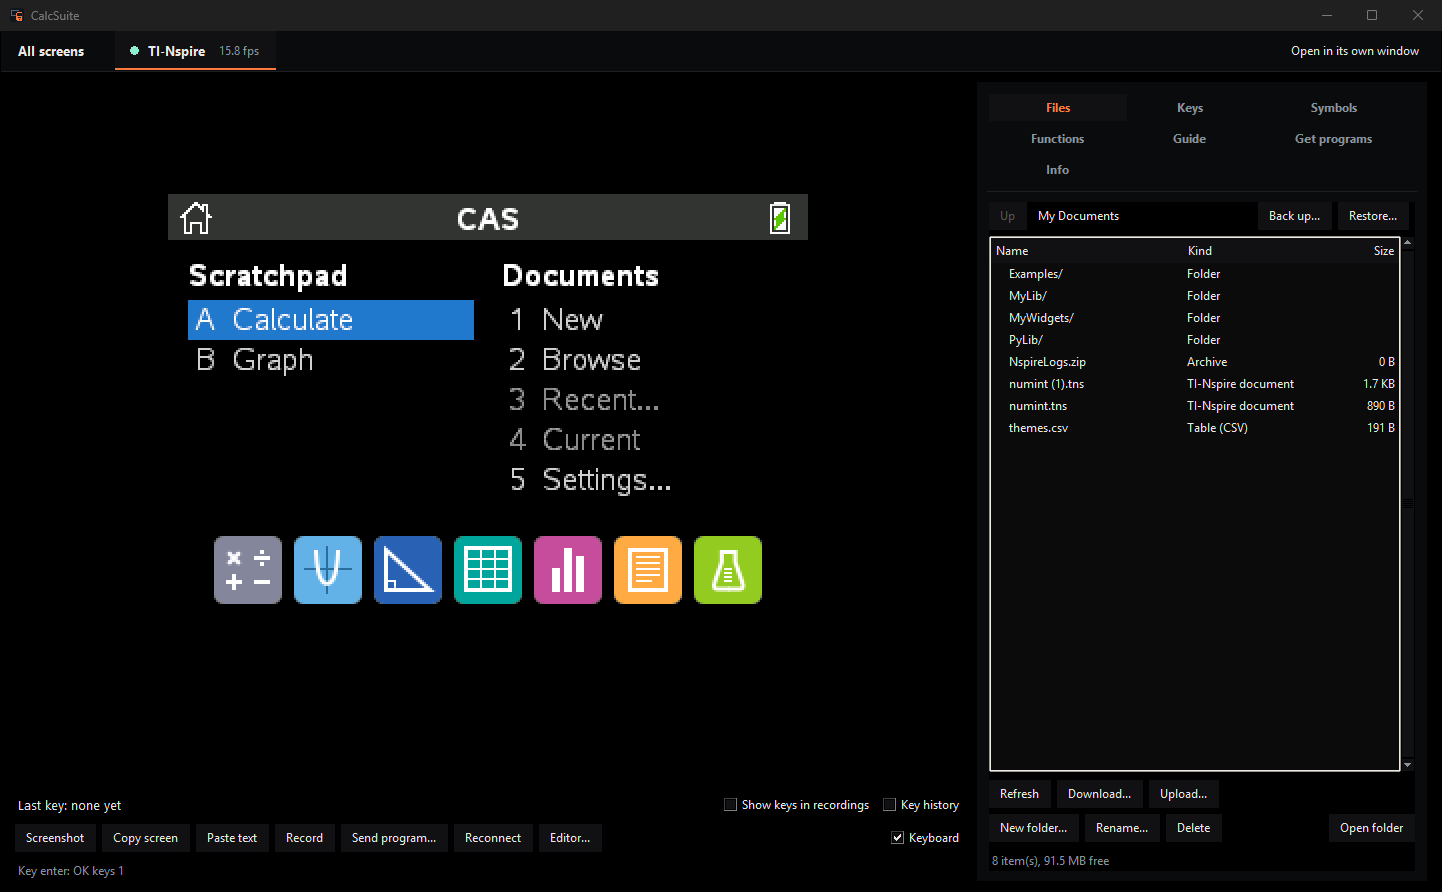 CalcSuite
All screens
TI-Nspire 15.8 fps
Open in its own window
CAS
Scratchpad
A Calculate
B Graph
Documents
1 New
2 Browse
3 Recent...
4 Current
5 Settings...
Last key: none yet
Show keys in recordings
Key history
Screenshot
Copy screen
Paste text
Record
Send program...
Reconnect
Editor...
Keyboard
Key enter: OK keys 1
Files
Keys
Symbols
Functions
Guide
Get programs
Info
Up
My Documents
Back up...
Restore...
Name Kind Size
Examples/ Folder
MyLib/ Folder
MyWidgets/ Folder
PyLib/ Folder
NspireLogs.zip Archive 0 B
numint (1).tns TI-Nspire document 1.7 KB
numint.tns TI-Nspire document 890 B
themes.csv Table (CSV) 191 B
Refresh
Download...
Upload...
New folder...
Rename...
Delete
Open folder
8 item(s), 91.5 MB free